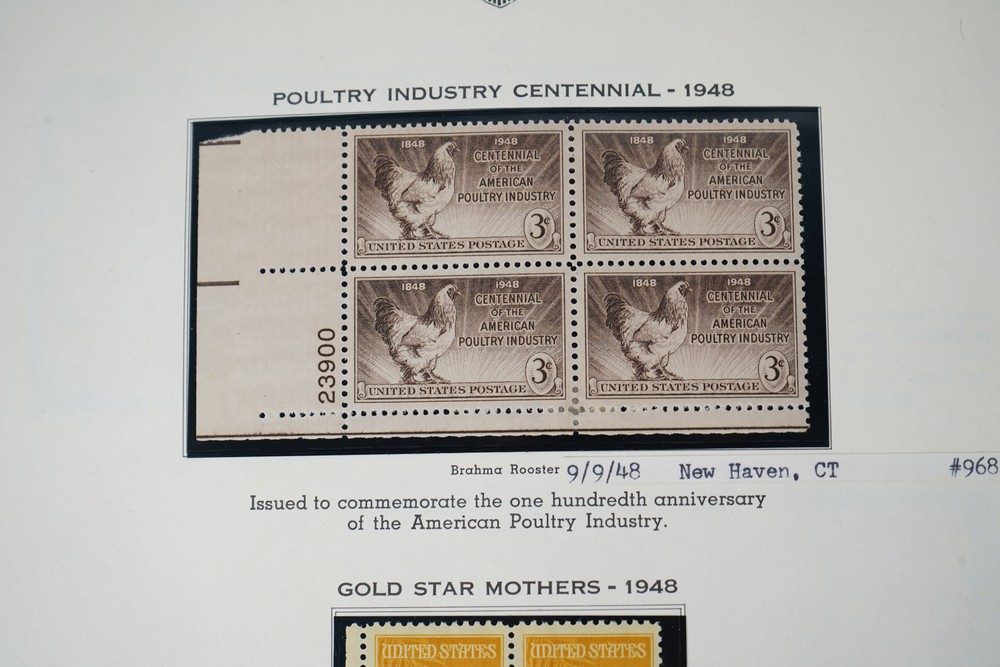 POULTRY INDUSTRY CENTENNIAL - 1948
1848 1948
CENTENNIAL
OF THE
AMERICAN
POULTRY INDUSTRY
3¢
UNITED STATES POSTAGE
1848 1948
CENTENNIAL
OF THE
AMERICAN
POULTRY INDUSTRY
3¢
UNITED STATES POSTAGE
23900
1848 1948
CENTENNIAL
OF THE
AMERICAN
POULTRY INDUSTRY
3¢
UNITED STATES POSTAGE
1848 1948
CENTENNIAL
OF THE
AMERICAN
POULTRY INDUSTRY
3¢
UNITED STATES POSTAGE
Brahma Rooster 9/9/48 New Haven, CT #968
Issued to commemorate the one hundredth anniversary
of the American Poultry Industry.
GOLD STAR MOTHERS - 1948
UNITED STATES UNITED STATES